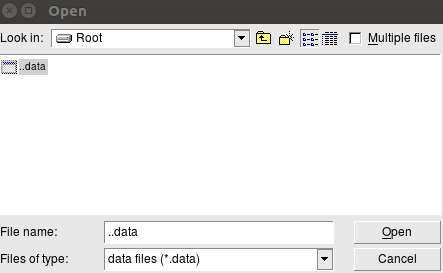 Open
Look in: Root Multiple files
..data
File name: ..data Open
Files of type: data files (*.data) Cancel